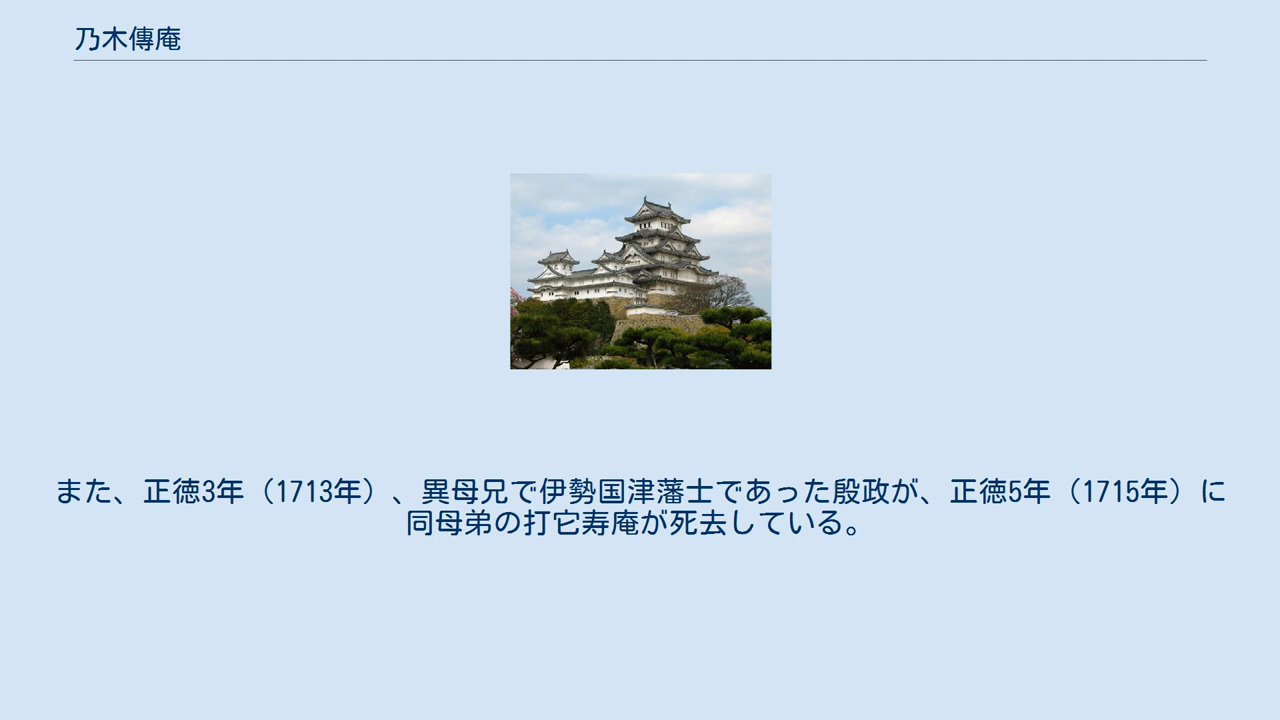 乃木傳庵
また、正徳3年（1713年）、異母兄で伊勢国津藩士であった殷政が、正徳5年（1715年）に
同母弟の打它寿庵が死去している。